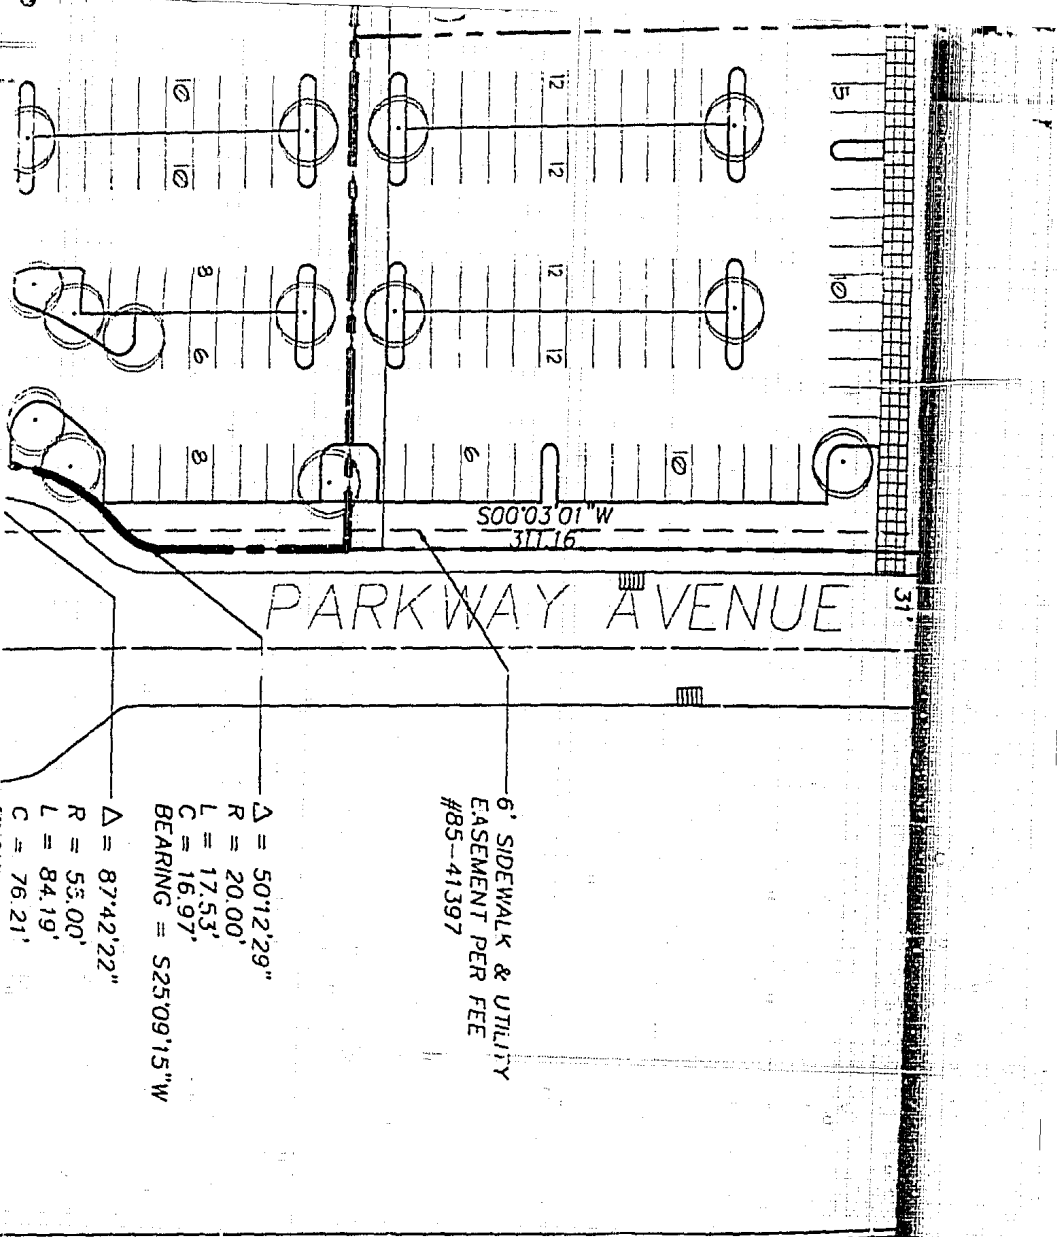 10
10
12
12
5
8
6
12
12
10
8
6
10
S00°03'01"W
311.16
PARKWAY AVENUE
31'
6' SIDEWALK & UTILITY
EASEMENT PER FEE
#85-41397
Δ = 50°12'29"
R = 20.00'
L = 17.53'
C = 16.97'
BEARING = S25°09'15"W
Δ = 87°42'22"
R = 55.00'
L = 84.19'
C = 76.21'